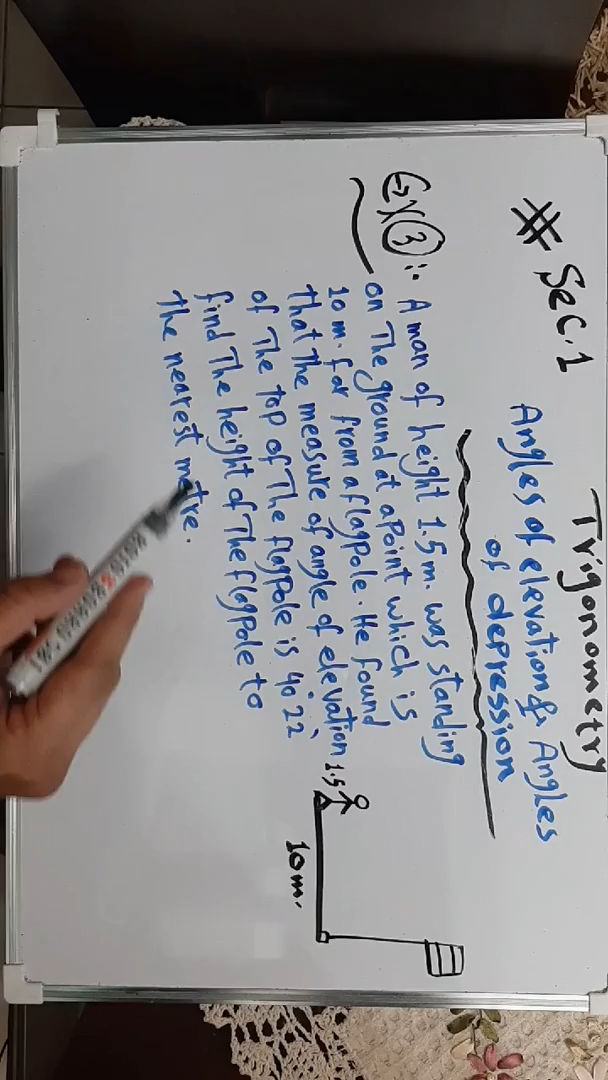 Trigonometry
# Sec.1
Angles of elevation & Angles
of depression
Ex ③:- A man of height 1.5 m. was standing
on The ground at a Point which is
10 m. far from a flagpole. He found
that the measure of angle of elevation
of The top of The flagpole is 40° 22'
find The height of The flagpole to
The nearest metre.
1.5
10 m.